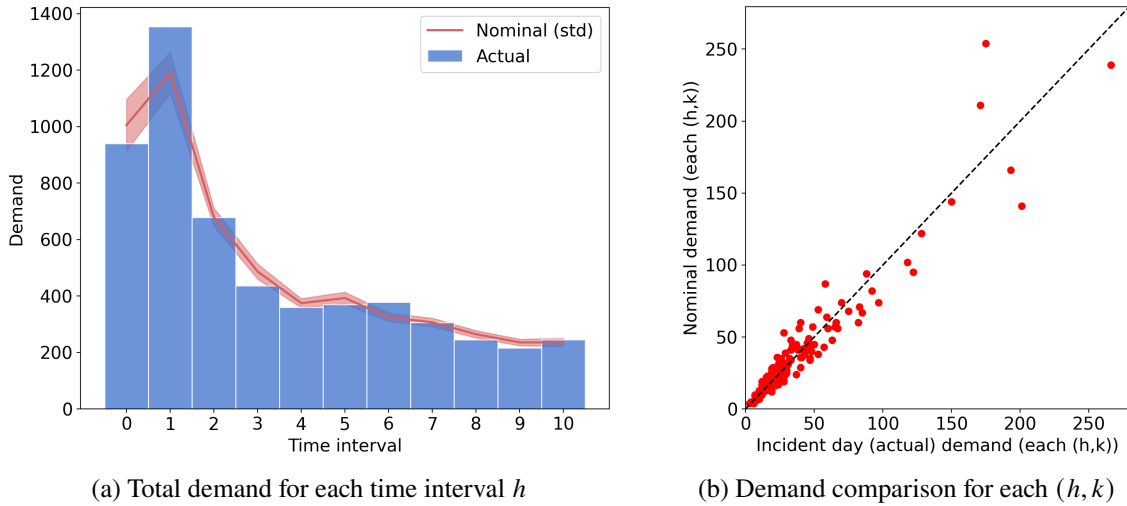 1400
1200
1000
800
600
400
200
0
Demand
Nominal (std)
Actual
0 1 2 3 4 5 6 7 8 9 10
Time interval
(a) Total demand for each time interval h
250
200
150
100
50
0
Nominal demand (each (h,k))
0 50 100 150 200 250
Incident day (actual) demand (each (h,k))
(b) Demand comparison for each (h, k)